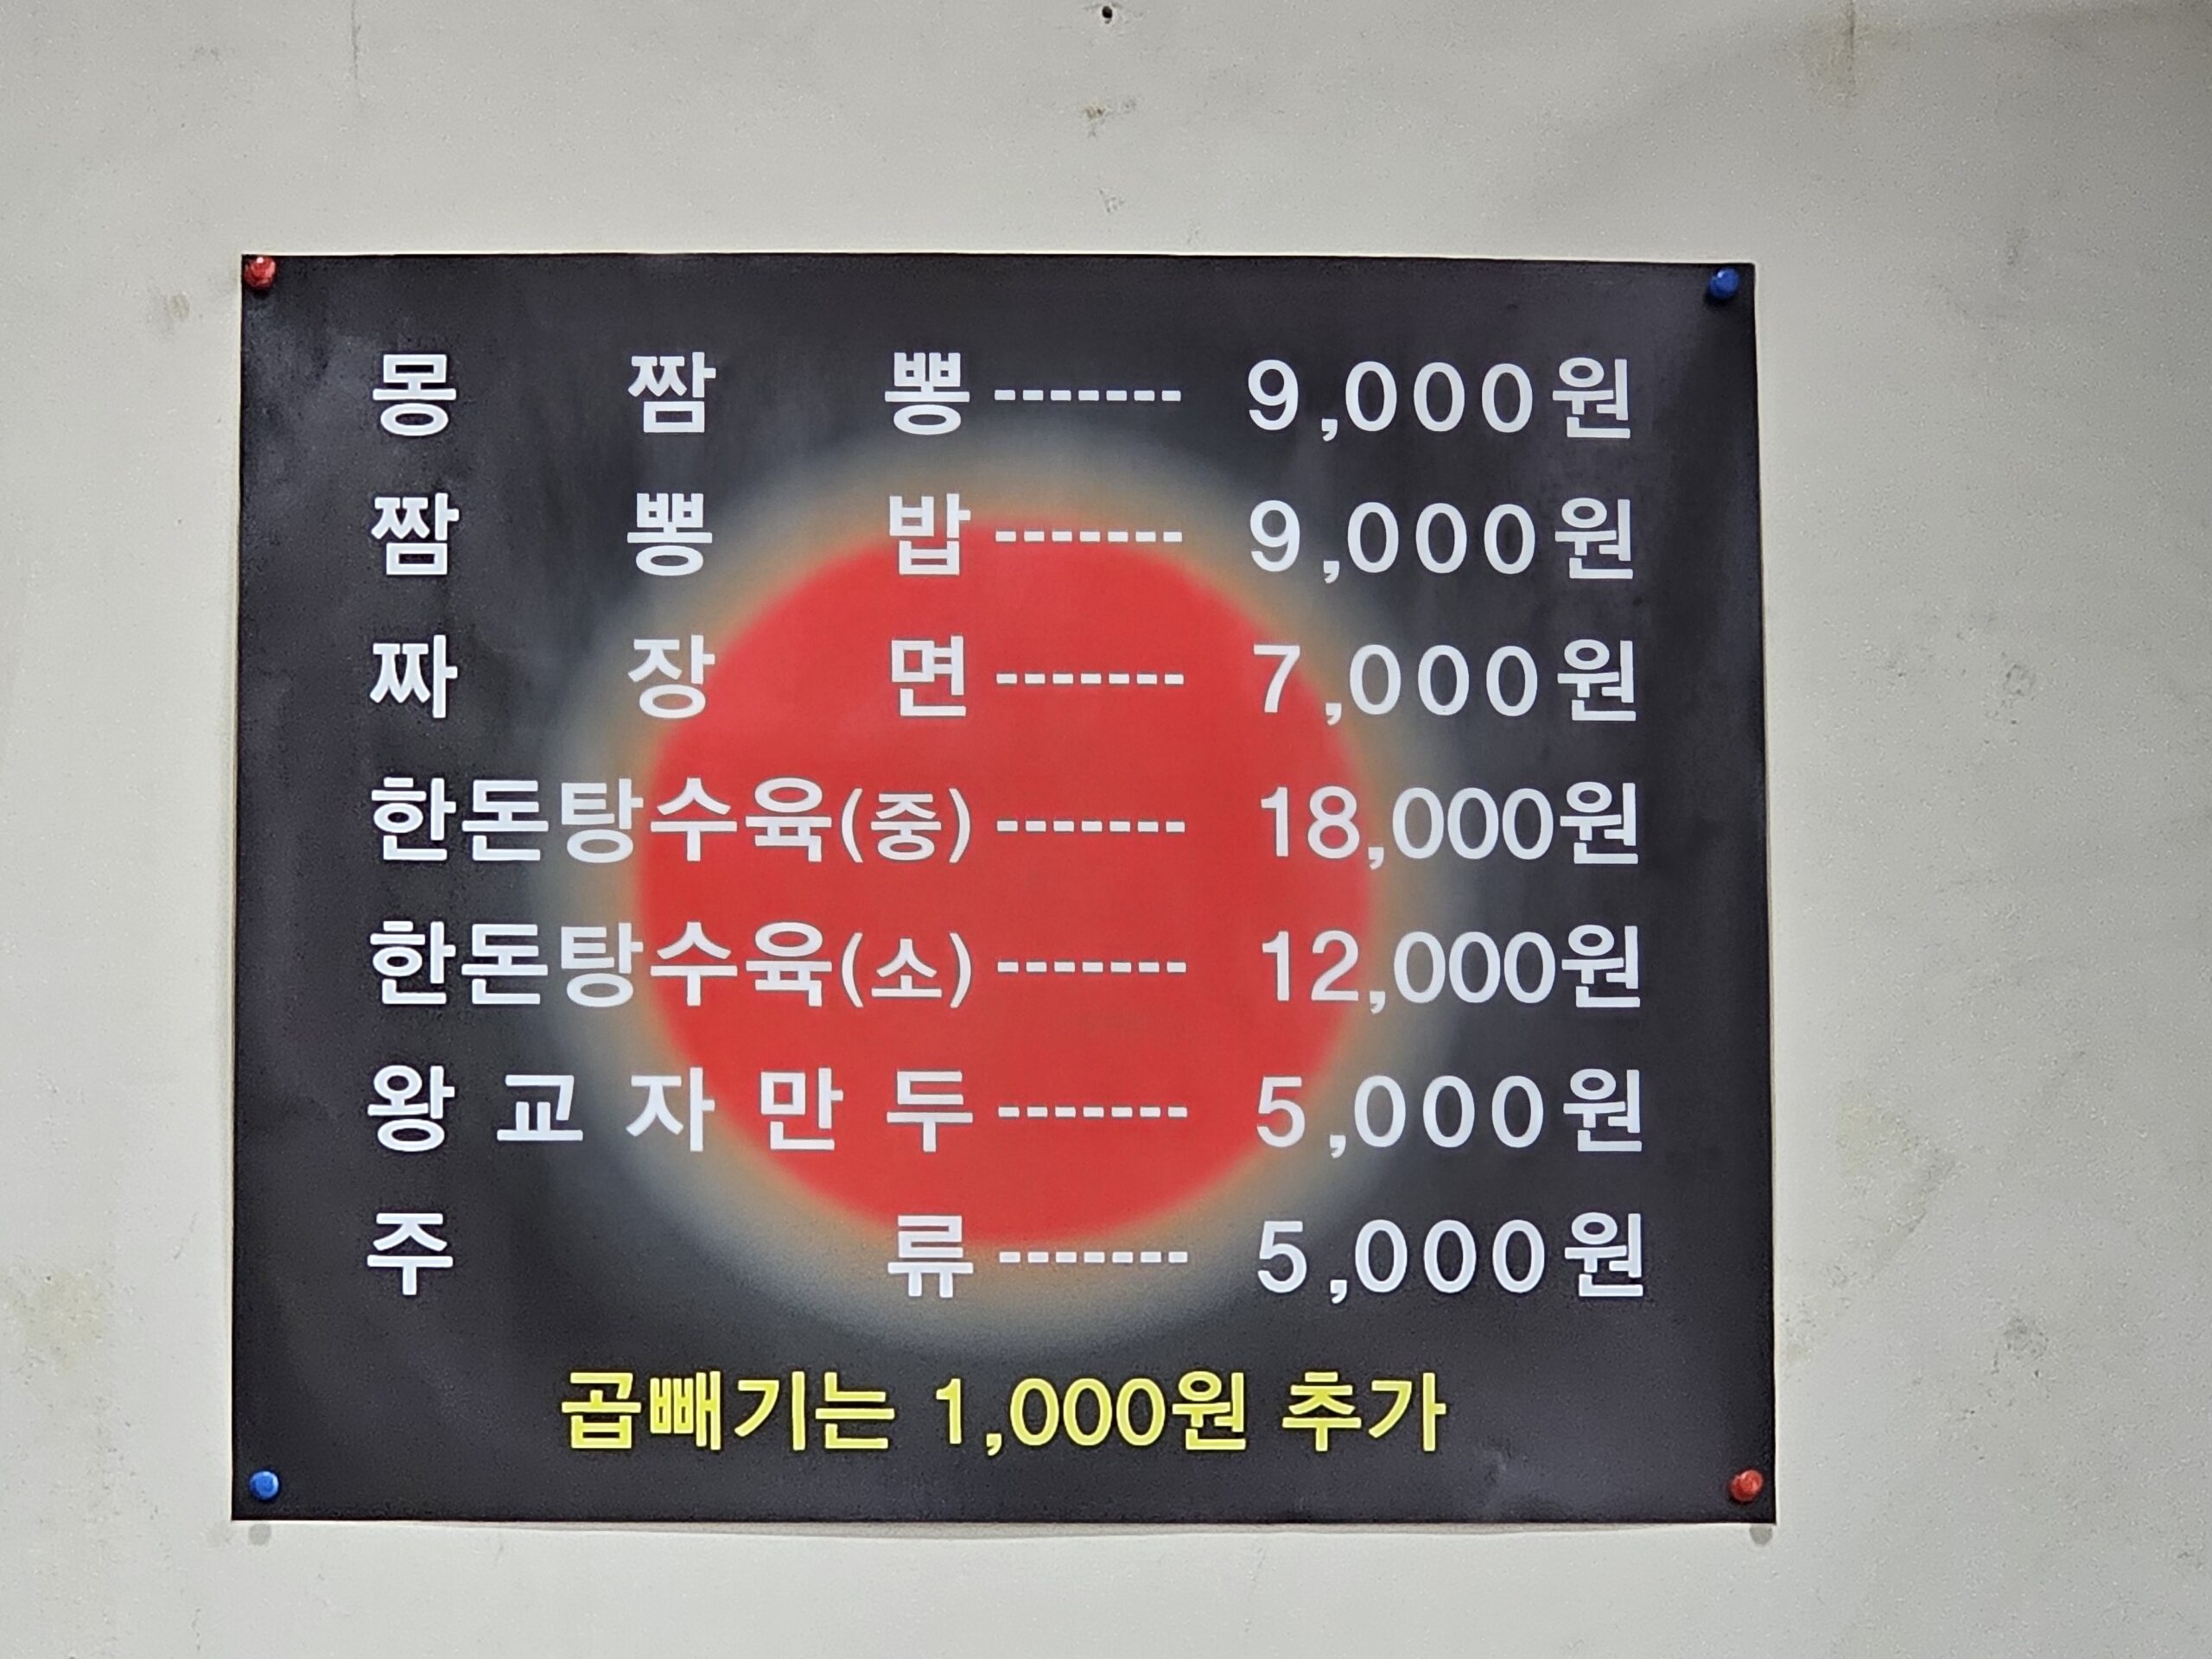 몽 짬 뽕 ------- 9,000원
짬 뽕 밥 ------- 9,000원
짜 장 면 ------- 7,000원
한돈탕수육(중) ------- 18,000원
한돈탕수육(소) ------- 12,000원
왕 교 자 만 두 ------- 5,000원
주 류 ------- 5,000원
곱빼기는 1,000원 추가